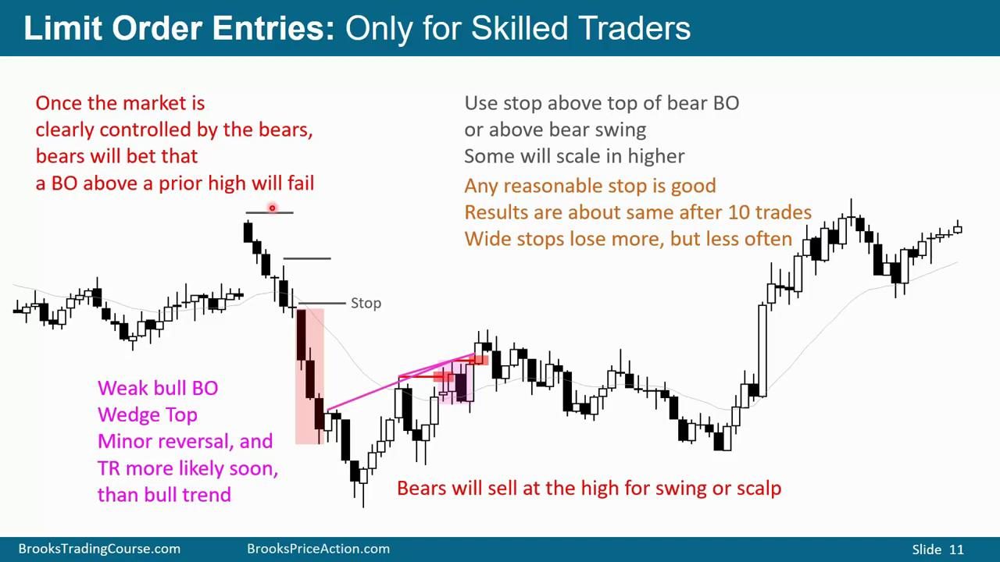 Limit Order Entries: Only for Skilled Traders
Once the market is
clearly controlled by the bears,
bears will bet that
a BO above a prior high will fail
Use stop above top of bear BO
or above bear swing
Some will scale in higher
Any reasonable stop is good
Results are about same after 10 trades
Wide stops lose more, but less often
Stop
Weak bull BO
Wedge Top
Minor reversal, and
TR more likely soon,
than bull trend
Bears will sell at the high for swing or scalp
BrooksTradingCourse.com
BrooksPriceAction.com
Slide 11